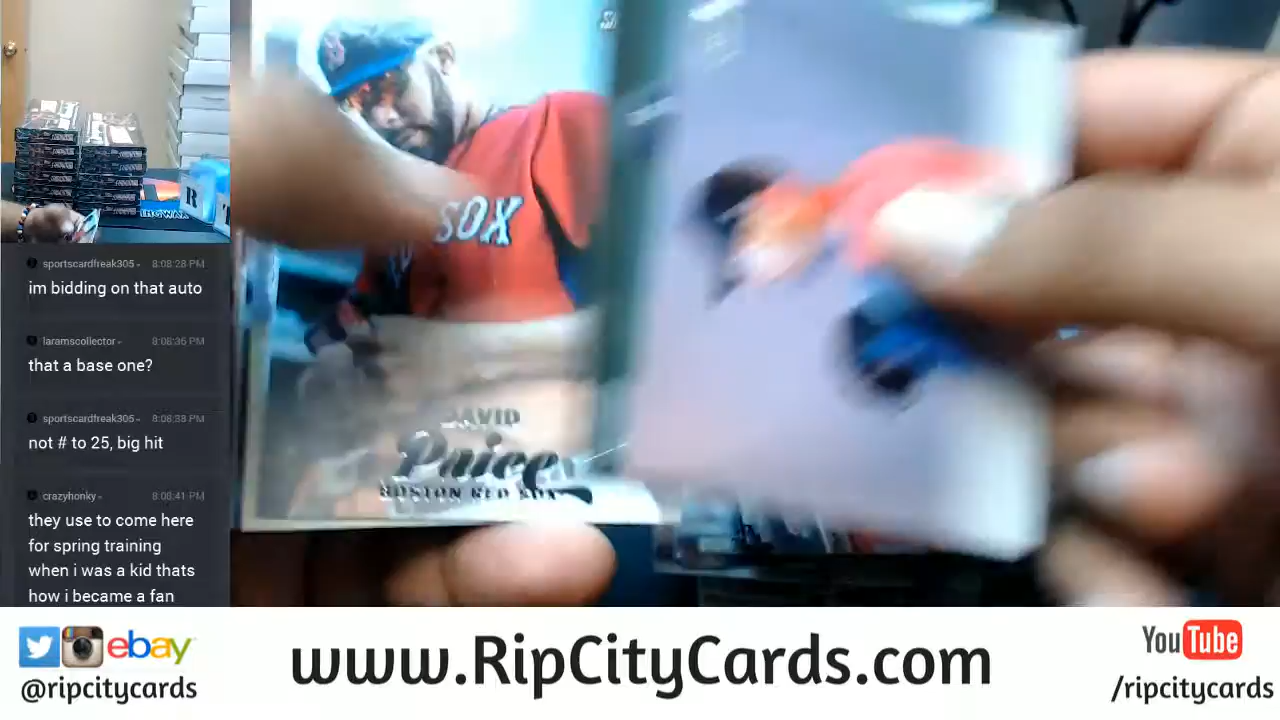 sportscardfreak305
8:08:28 PM
im bidding on that auto
laramscollector
8:08:36 PM
that a base one?
sportscardfreak305
8:08:38 PM
not # to 25, big hit
crazyhonky
8:08:41 PM
they use to come here
for spring training
when i was a kid thats
how i became a fan
SOX
DAVID
Price
BOSTON RED SOX
R
ebay
@ripcitycards
www.RipCityCards.com
YouTube
/ripcitycards